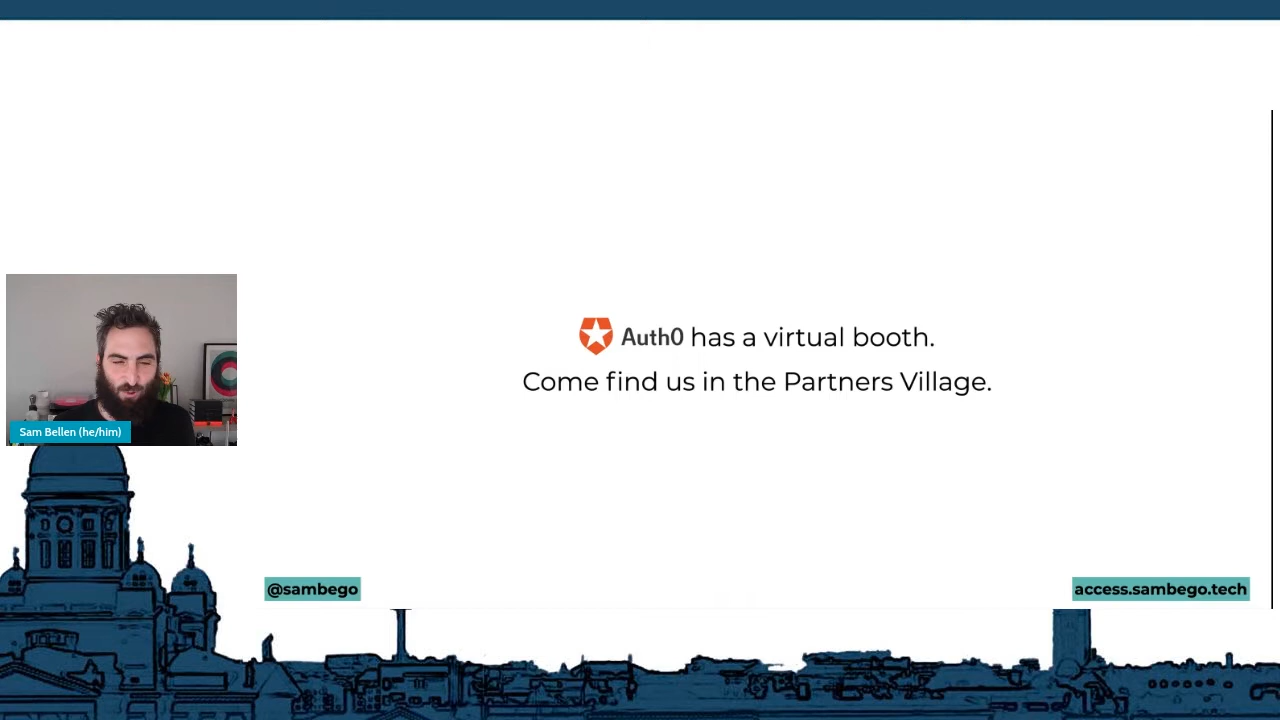 Auth0 has a virtual booth.
Come find us in the Partners Village.
Sam Bellen (he/him)
@sambego
access.sambego.tech